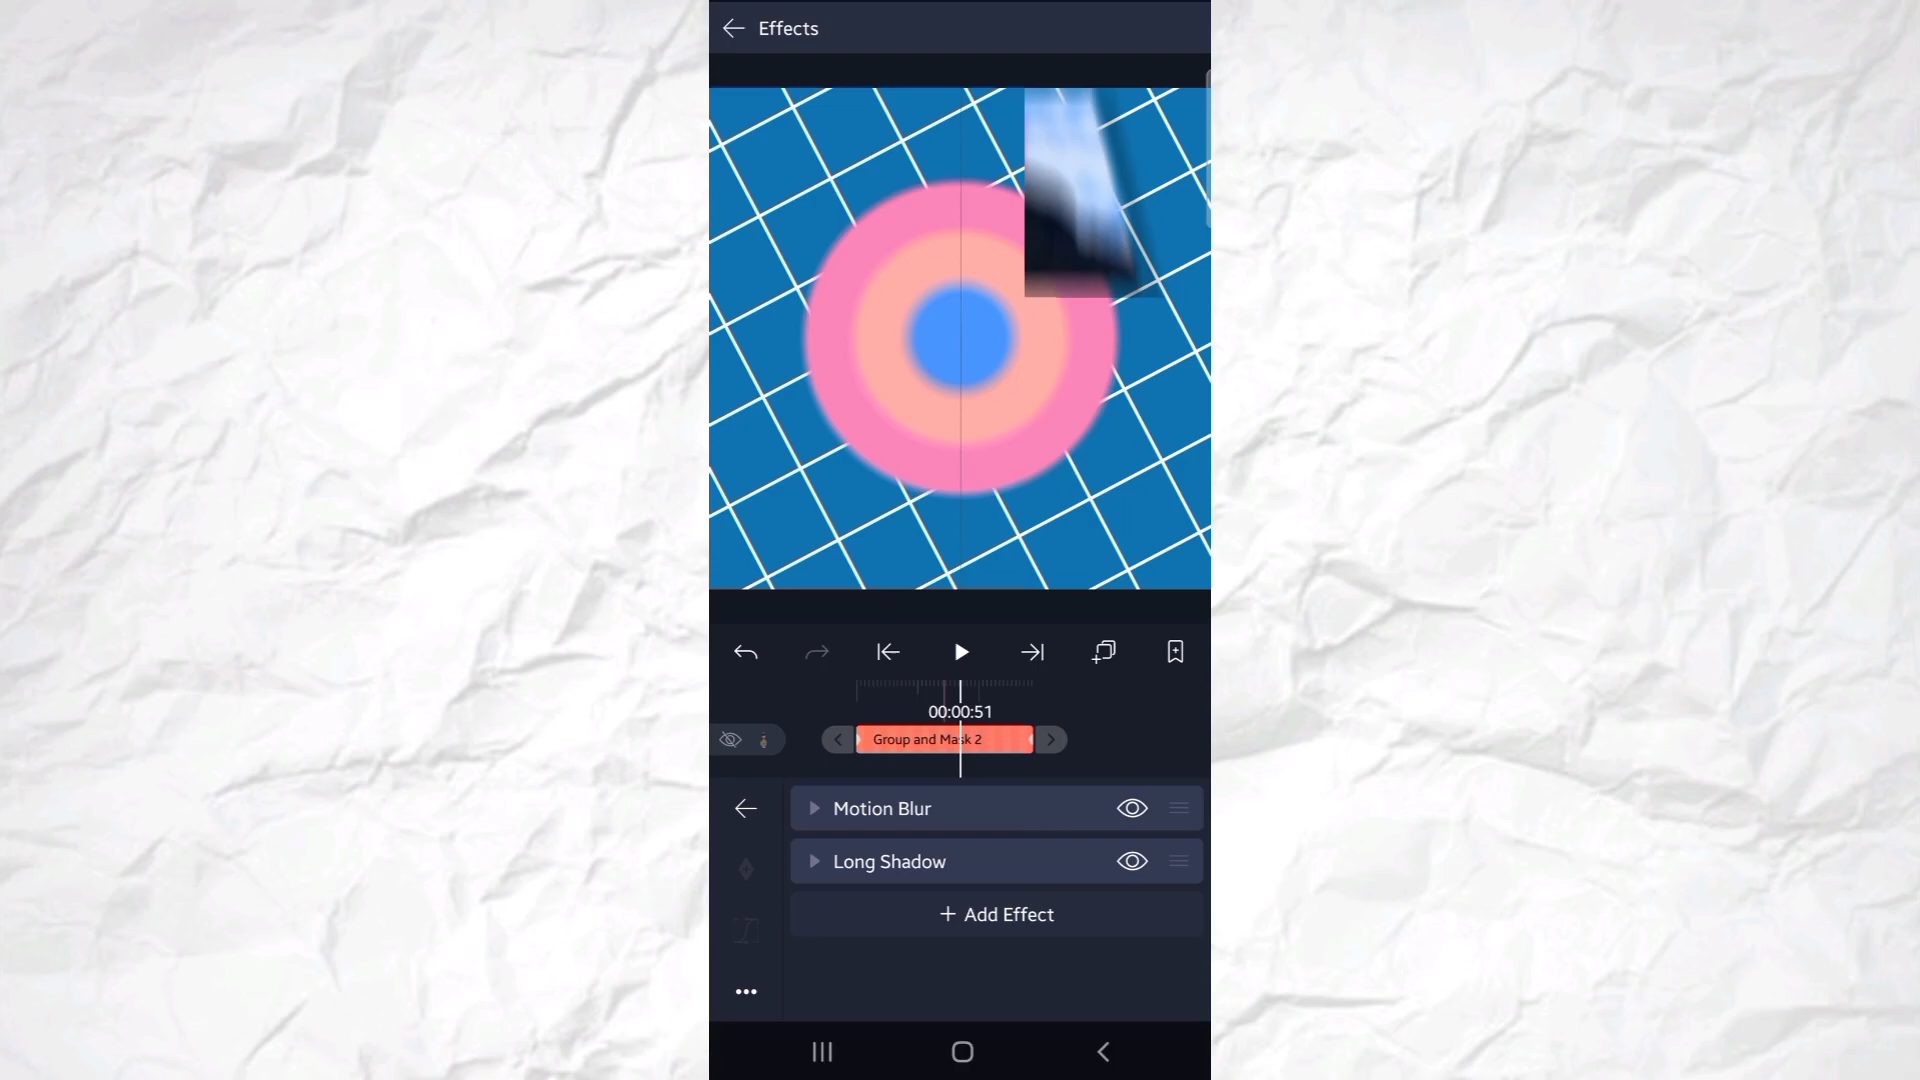 Effects
00:00:51
Group and Mask 2
Motion Blur
Long Shadow
+ Add Effect